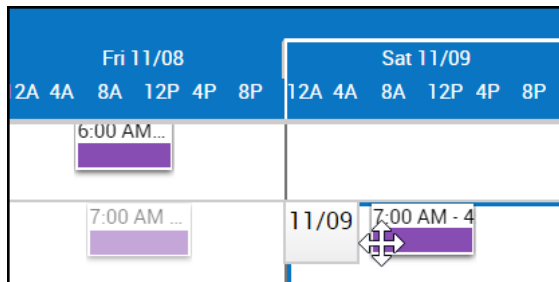 Fri 11/08 Sat 11/09
12A 4A 8A 12P 4P 8P 12A 4A 8A 12P 4P 8P
6:00 AM...
7:00 AM ... 11/09 7:00 AM - 4